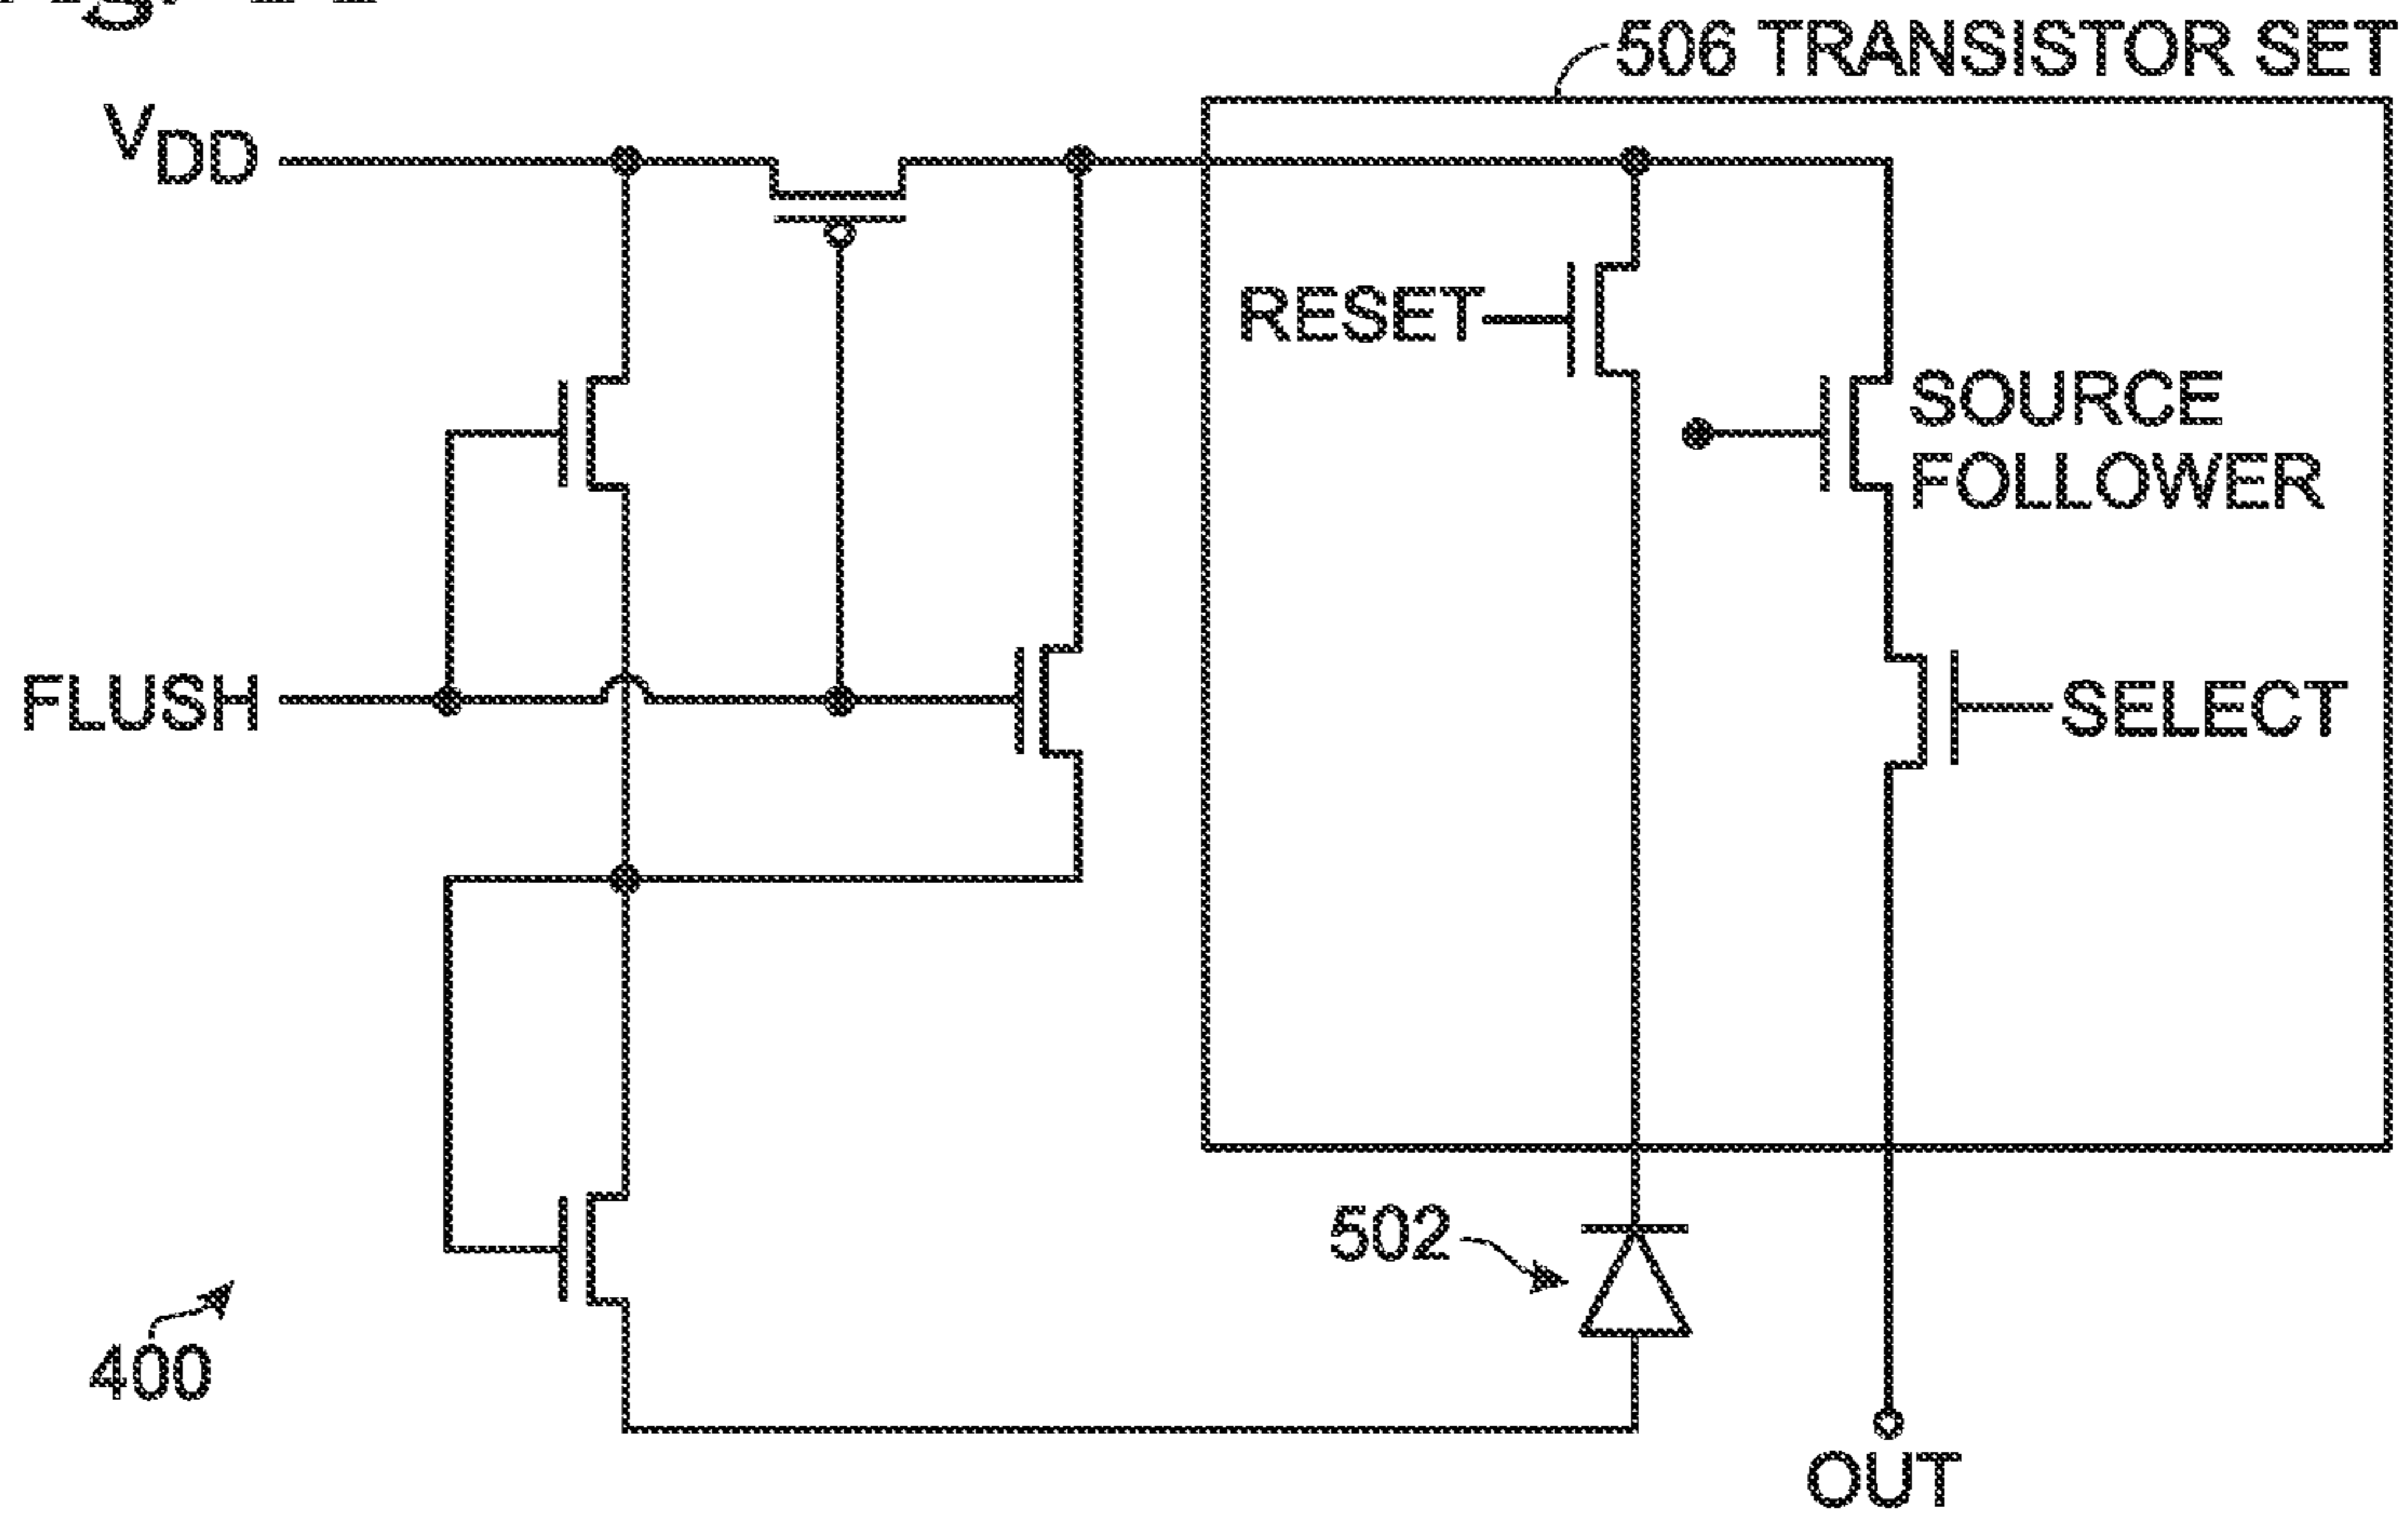 506 TRANSISTOR SET
VDD
RESET
SOURCE
FOLLOWER
FLUSH
SELECT
502
400
OUT